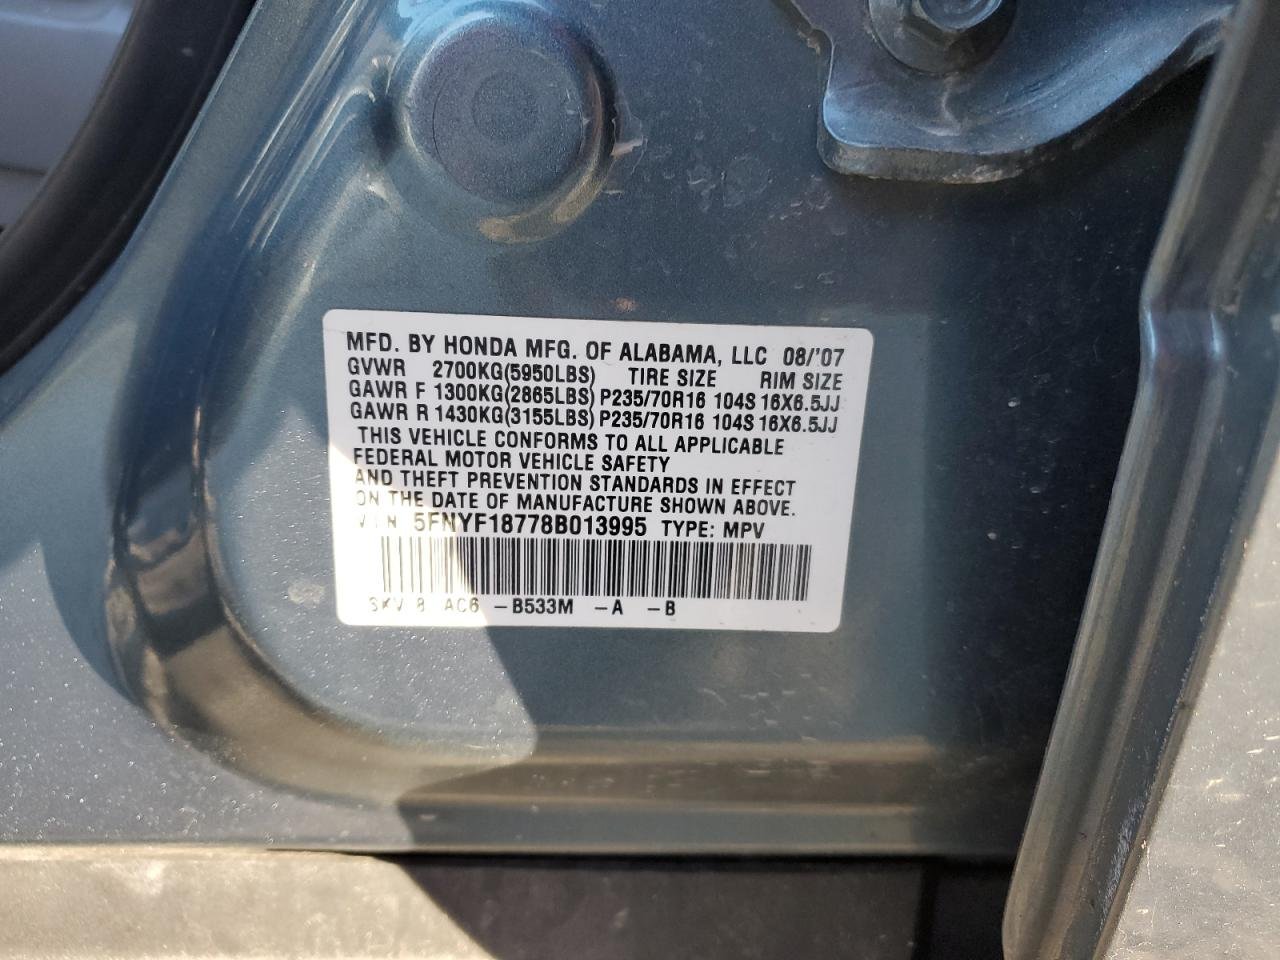 MFD. BY HONDA MFG. OF ALABAMA, LLC 08/'07
GVWR 2700KG(5950LBS) TIRE SIZE RIM SIZE
GAWR F 1300KG(2865LBS) P235/70R16 104S 16X6.5JJ
GAWR R 1430KG(3155LBS) P235/70R16 104S 16X6.5JJ
THIS VEHICLE CONFORMS TO ALL APPLICABLE
FEDERAL MOTOR VEHICLE SAFETY
AND THEFT PREVENTION STANDARDS IN EFFECT
ON THE DATE OF MANUFACTURE SHOWN ABOVE.
VIN 5FNYF18778B013995 TYPE: MPV
SKV 8 AC6 -B533M -A -B